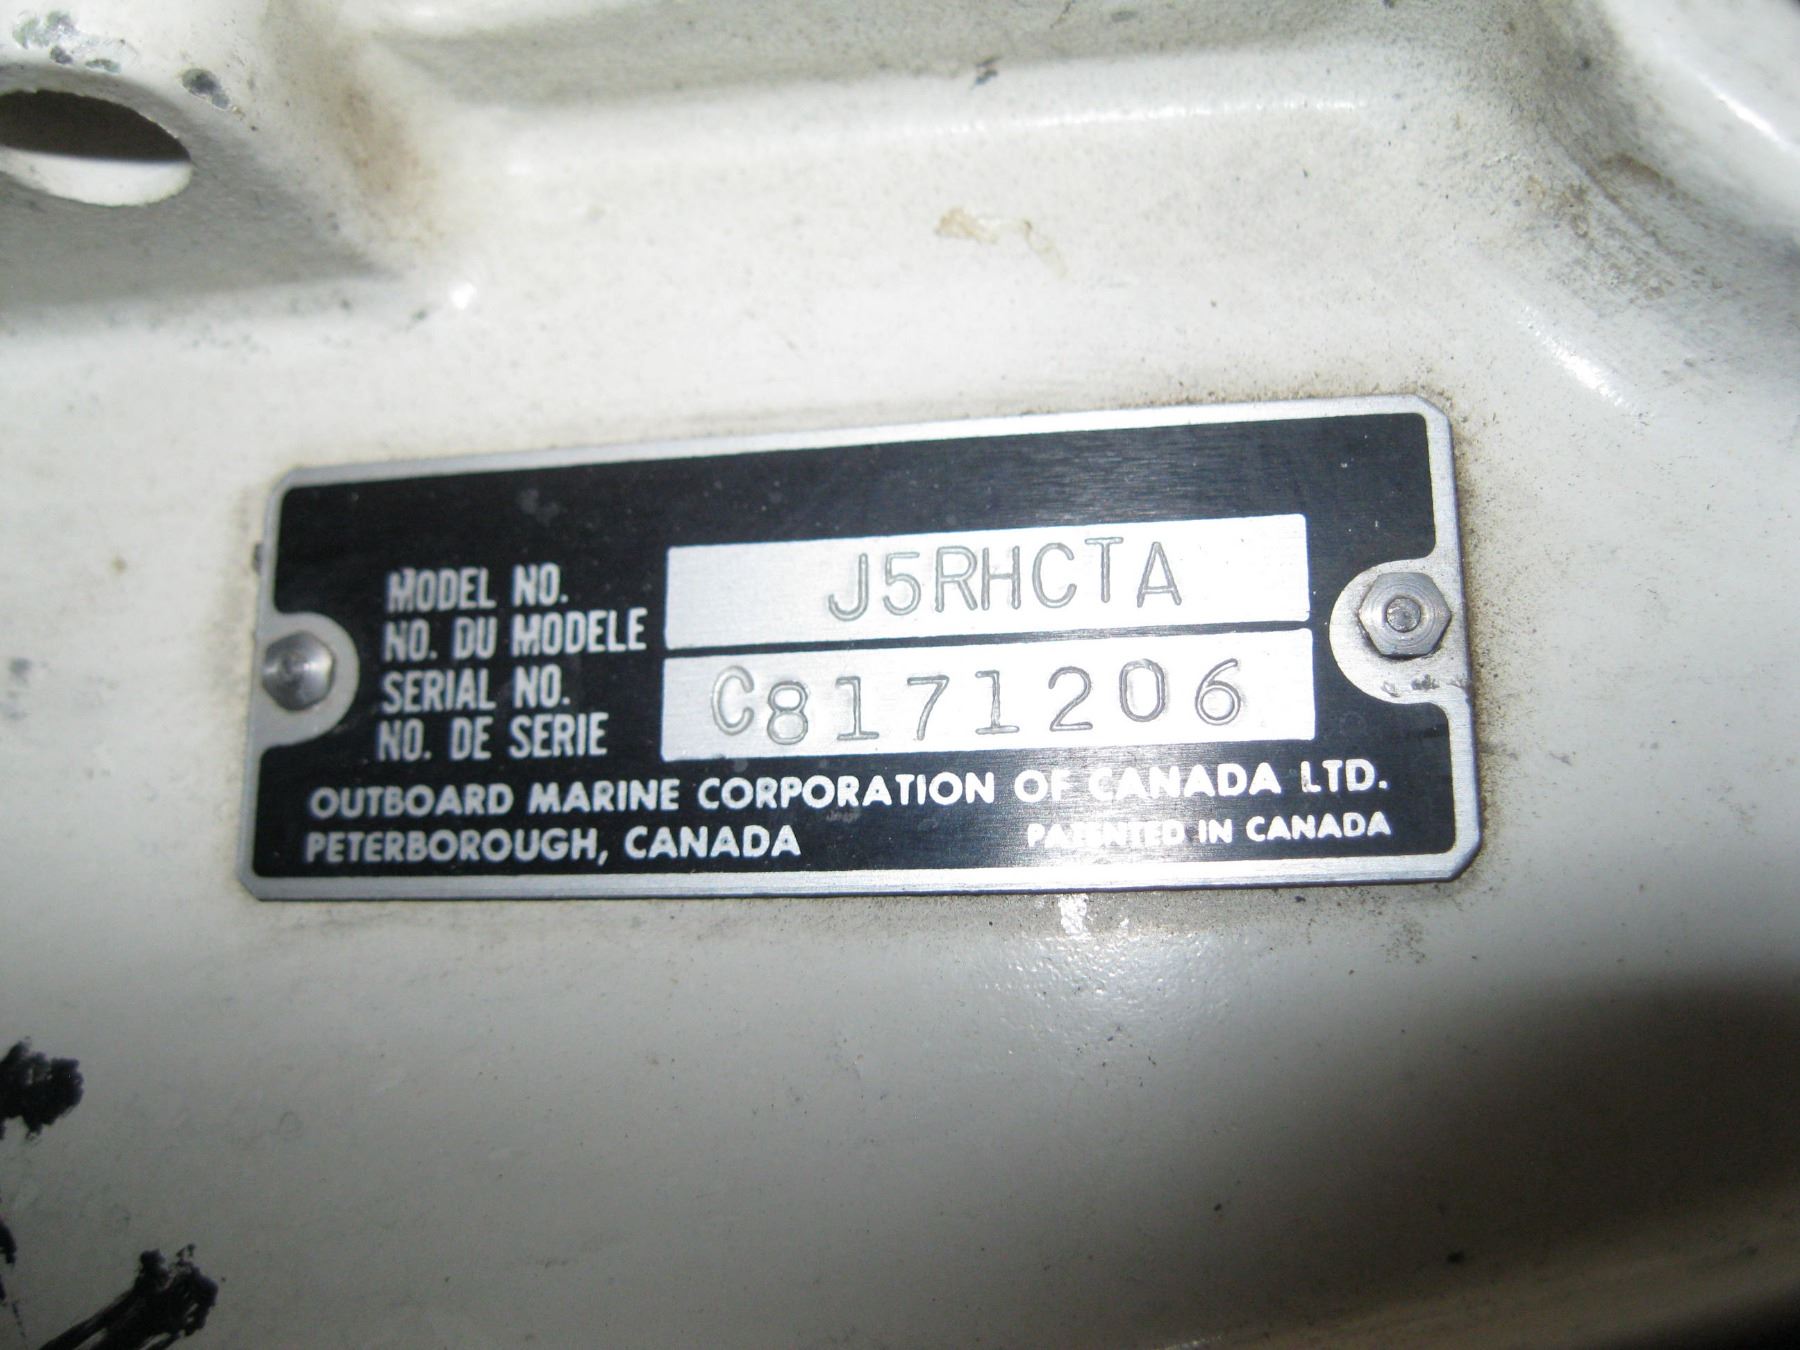 MODEL NO.
NO. DU MODELE
J5RHCTA
SERIAL NO.
NO. DE SERIE
C8171206
OUTBOARD MARINE CORPORATION OF CANADA LTD.
PETERBOROUGH, CANADA
PATENTED IN CANADA